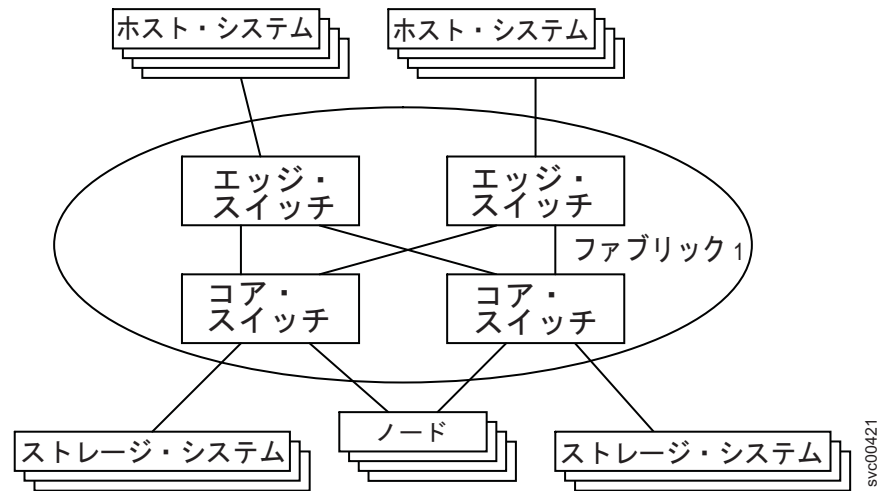 ホスト・システム
ホスト・システム
エッジ・
スイッチ
エッジ・
スイッチ
ファブリック 1
コア・
スイッチ
コア・
スイッチ
ノード
ストレージ・システム
ストレージ・システム
svc00421